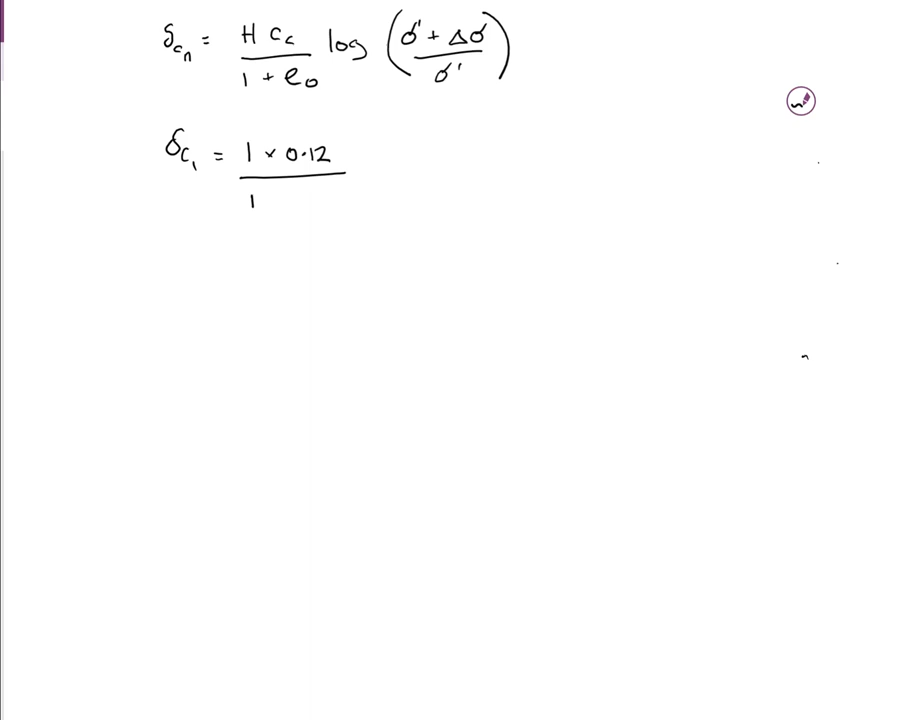 δcn = H Cc / 1 + e0 log (σ' + Δσ / σ')
δc1 = 1 × 0.12 / 1